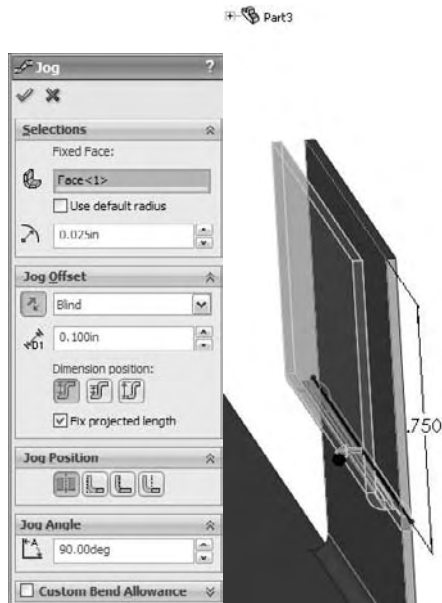 Part3
Jog
?
Selections
Fixed Face:
Face<1>
Use default radius
0.025in
Jog Offset
Blind
D1
0.100in
Dimension position:
Fix projected length
Jog Position
Jog Angle
A
90.00deg
Custom Bend Allowance
.750